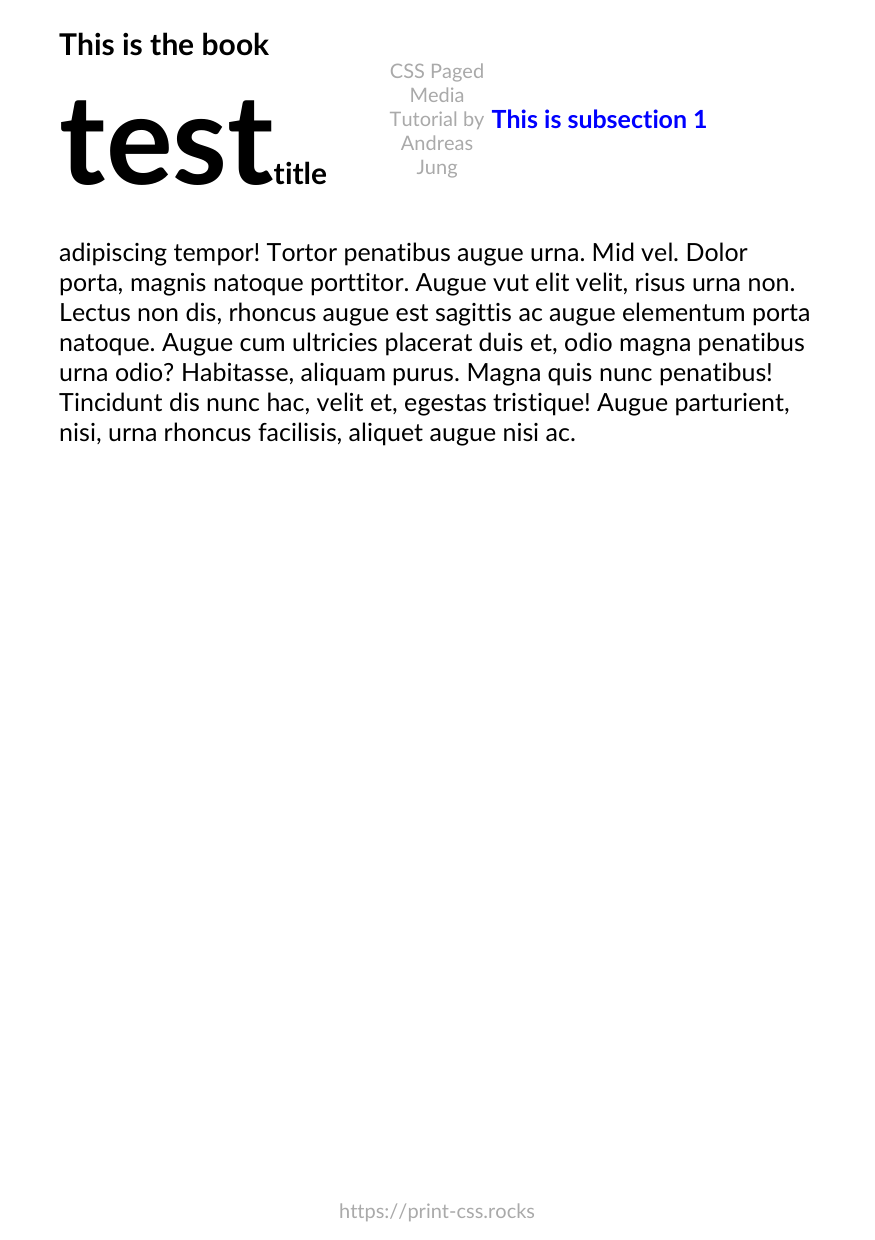 This is the book
testtitle
CSS Paged
Media
Tutorial by
Andreas
Jung
This is subsection 1
adipiscing tempor! Tortor penatibus augue urna. Mid vel. Dolor
porta, magnis natoque porttitor. Augue vut elit velit, risus urna non.
Lectus non dis, rhoncus augue est sagittis ac augue elementum porta
natoque. Augue cum ultricies placerat duis et, odio magna penatibus
urna odio? Habitasse, aliquam purus. Magna quis nunc penatibus!
Tincidunt dis nunc hac, velit et, egestas tristique! Augue parturient,
nisi, urna rhoncus facilisis, aliquet augue nisi ac.
https://print-css.rocks